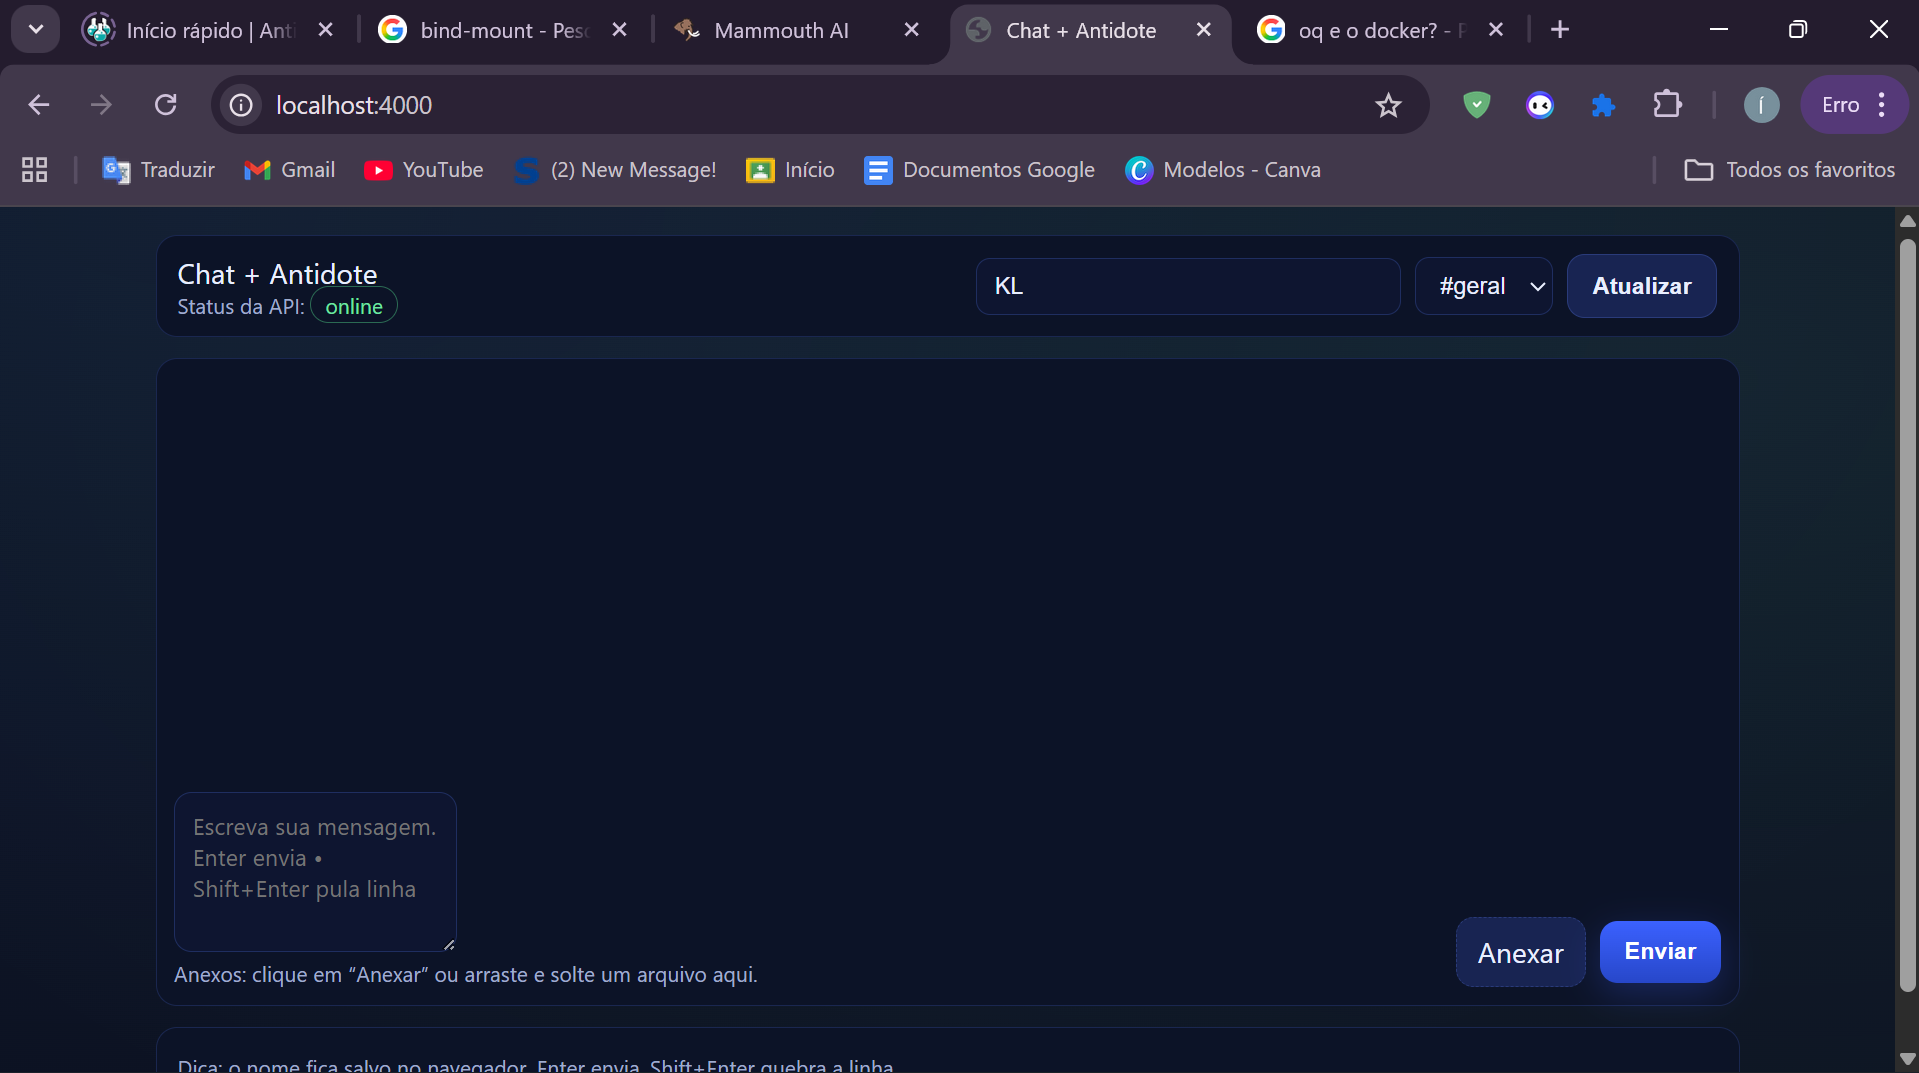 Início rápido | Anti
bind-mount - Pesq
Mammouth AI
Chat + Antidote
oq e o docker? - P
localhost:4000
Í
Erro
Traduzir
Gmail
YouTube
(2) New Message!
Início
Documentos Google
Modelos - Canva
Todos os favoritos
Chat + Antidote
Status da API: online
KL
#geral
Atualizar
Escreva sua mensagem.
Enter envia •
Shift+Enter pula linha
Anexar
Enviar
Anexos: clique em “Anexar” ou arraste e solte um arquivo aqui.
Dica: o nome fica salvo no navegador. Enter envia, Shift+Enter quebra a linha